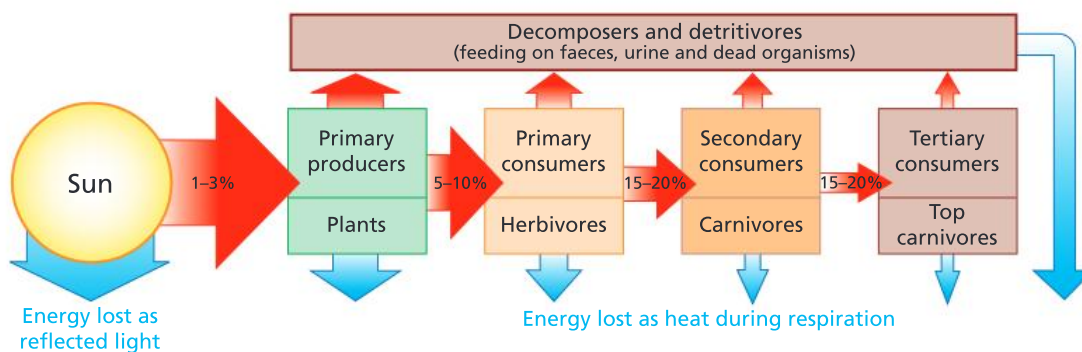 Decomposers and detritivores
(feeding on faeces, urine and dead organisms)
Sun
1–3%
Primary
producers
Plants
5–10%
Primary
consumers
Herbivores
15–20%
Secondary
consumers
Carnivores
15–20%
Tertiary
consumers
Top
carnivores
Energy lost as
reflected light
Energy lost as heat during respiration